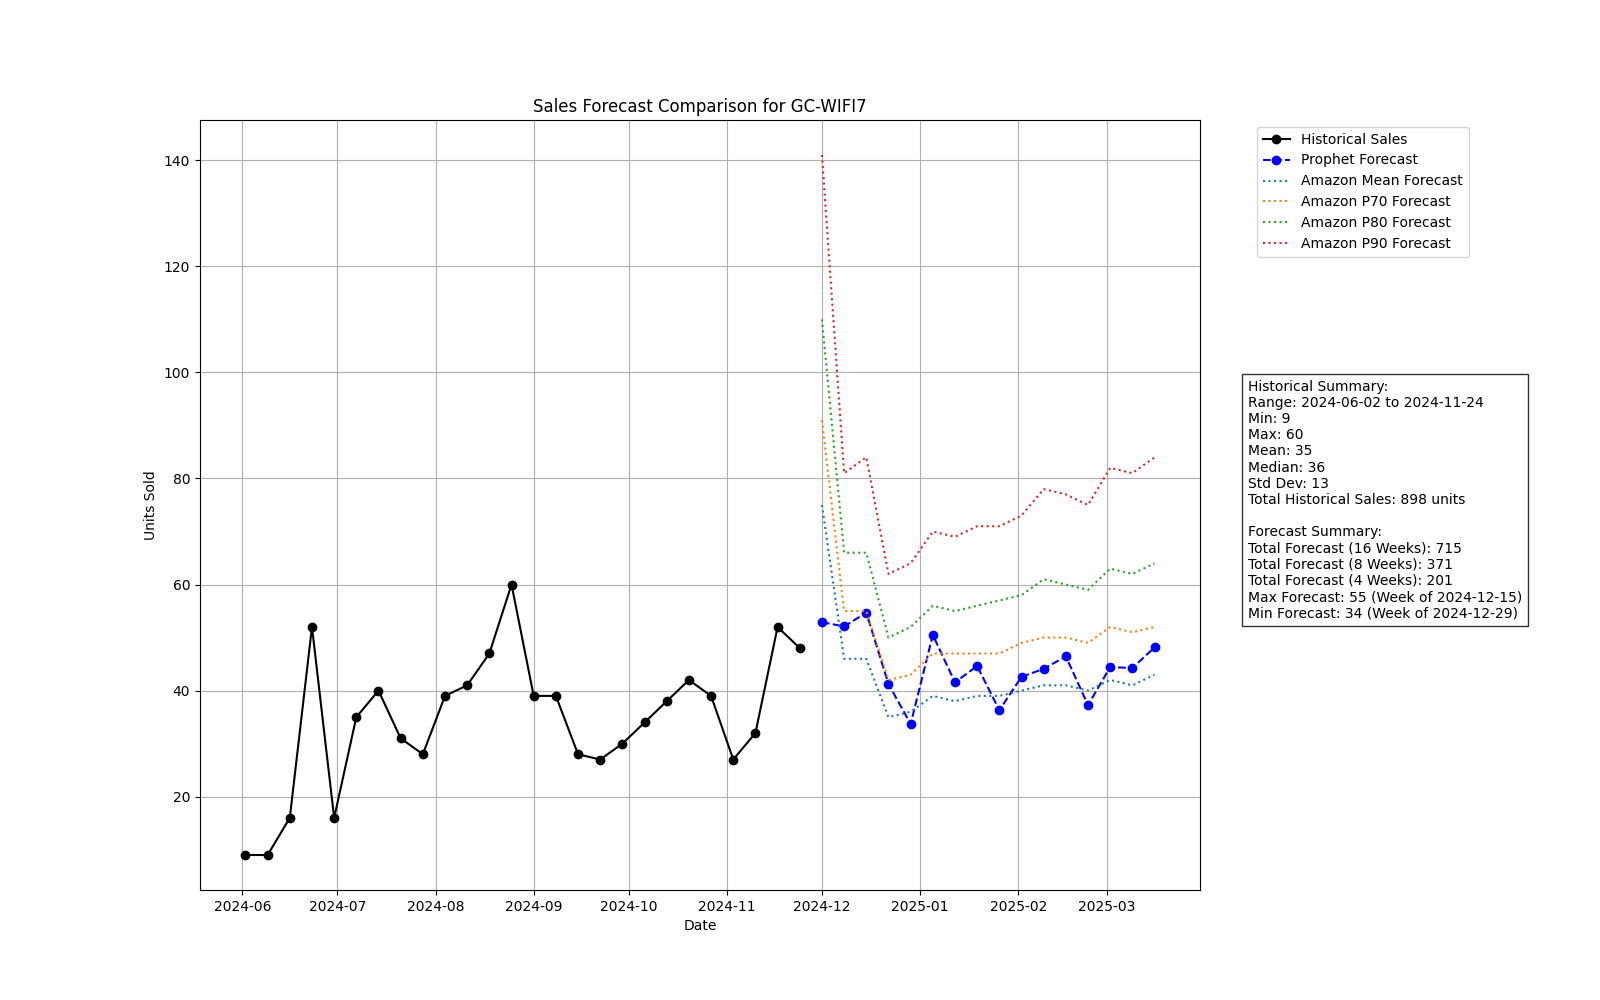 Sales Forecast Comparison for GC-WIFI7
Units Sold
140
120
100
80
60
40
20
2024-06
2024-07
2024-08
2024-09
2024-10
2024-11
2024-12
2025-01
2025-02
2025-03
Date
Historical Sales
Prophet Forecast
Amazon Mean Forecast
Amazon P70 Forecast
Amazon P80 Forecast
Amazon P90 Forecast
Historical Summary:
Range: 2024-06-02 to 2024-11-24
Min: 9
Max: 60
Mean: 35
Median: 36
Std Dev: 13
Total Historical Sales: 898 units
Forecast Summary:
Total Forecast (16 Weeks): 715
Total Forecast (8 Weeks): 371
Total Forecast (4 Weeks): 201
Max Forecast: 55 (Week of 2024-12-15)
Min Forecast: 34 (Week of 2024-12-29)